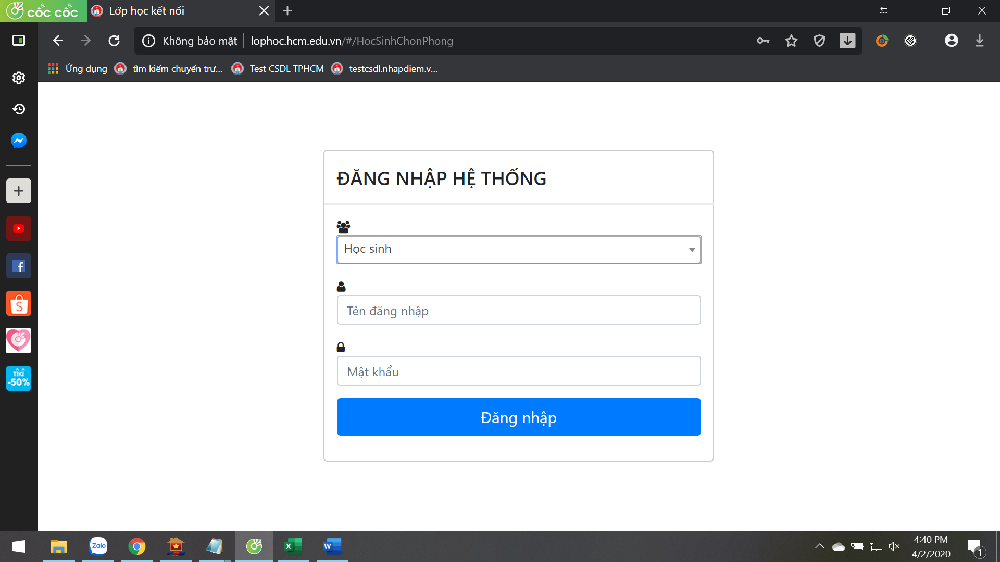 cốc cốc
Lớp học kết nối
Không bảo mật
lophoc.hcm.edu.vn/#/HocSinhChonPhong
Ứng dụng
tìm kiếm chuyển trư...
Test CSDL TPHCM
testcsdl.nhapdiem.v...
ĐĂNG NHẬP HỆ THỐNG
Học sinh
Tên đăng nhập
Mật khẩu
Đăng nhập
TIKI
-50%
Zalo
4:40 PM
4/2/2020
1